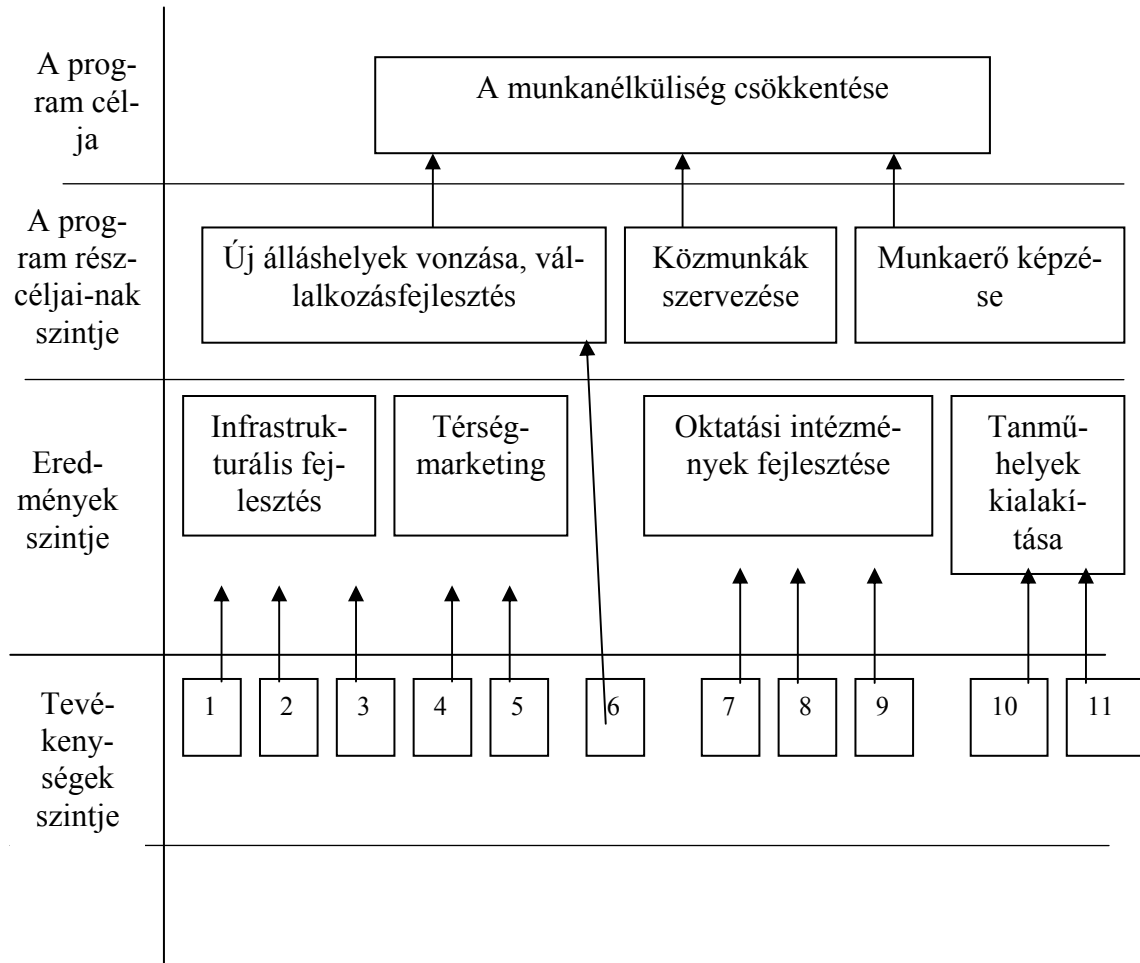 A prog-
ram cél-
ja
A munkanélküliség csökkentése
A prog-
ram rész-
céljai-nak
szintje
Új álláshelyek vonzása, vál-
lalkozásfejlesztés
Közmunkák
szervezése
Munkaerő képzé-
se
Ered-
mények
szintje
Infrastruk-
turális fej-
lesztés
Térség-
marketing
Oktatási intézmé-
nyek fejlesztése
Tanmű-
helyek
kialakí-
tása
Tevé-
keny-
ségek
szintje
1 2 3 4 5 6 7 8 9 10 11